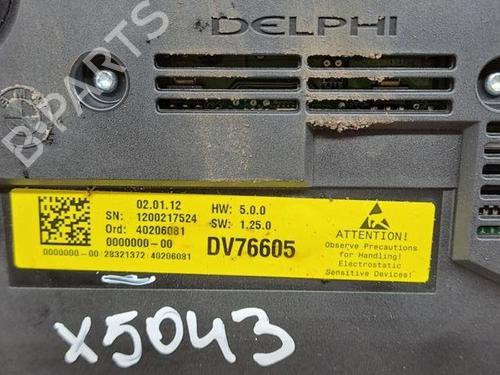 DELPHI
B-PARTS
02.01.12
HW: 5.0.0
SN: 1200217524
SW: 1.25.0
Ord: 40206081
0000000-00
DV76605
0000000-00 28321372 40206081
ATTENTION!
Observe Precautions
for Handling!
Electrostatic
Sensitive Devices!
X5043